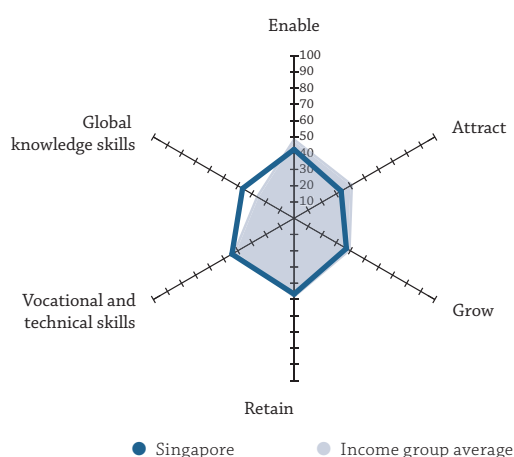 Enable
100
90
80
70
60
50
40
30
20
10
Attract
Global
knowledge skills
Vocational and
technical skills
Grow
Retain
Singapore
Income group average